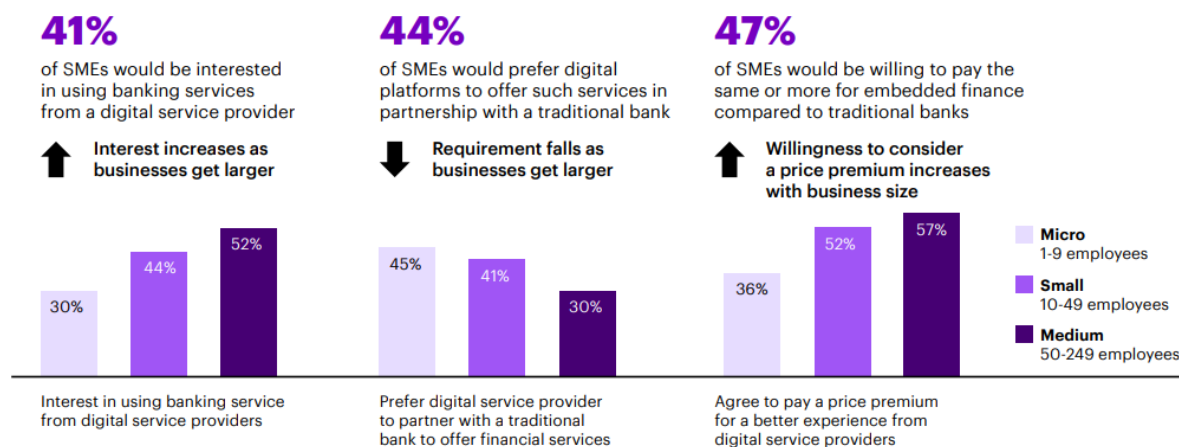 41%
of SMEs would be interested
in using banking services
from a digital service provider
Interest increases as
businesses get larger
30%
44%
52%
Interest in using banking service
from digital service providers
44%
of SMEs would prefer digital
platforms to offer such services in
partnership with a traditional bank
Requirement falls as
businesses get larger
45%
41%
30%
Prefer digital service provider
to partner with a traditional
bank to offer financial services
47%
of SMEs would be willing to pay the
same or more for embedded finance
compared to traditional banks
Willingness to consider
a price premium increases
with business size
36%
52%
57%
Agree to pay a price premium
for a better experience from
digital service providers
Micro
1-9 employees
Small
10-49 employees
Medium
50-249 employees